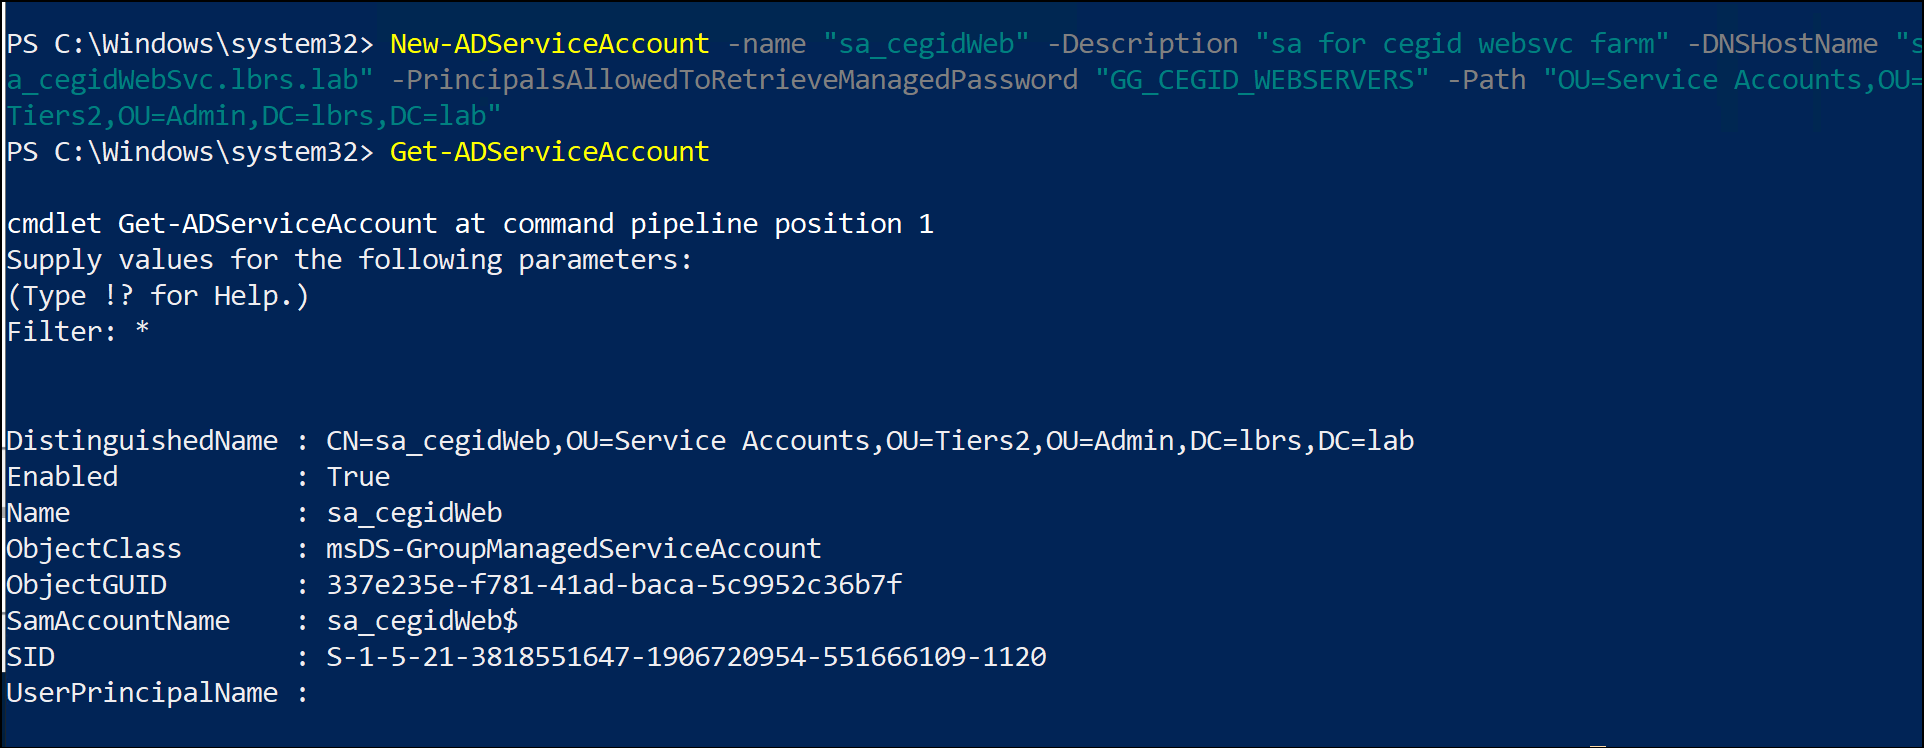 PS C:\Windows\system32> New-ADServiceAccount -name "sa_cegidWeb" -Description "sa for cegid websvc farm" -DNSHostName "s
a_cegidWebSvc.lbrs.lab" -PrincipalsAllowedToRetrieveManagedPassword "GG_CEGID_WEBSERVERS" -Path "OU=Service Accounts,OU=
Tiers2,OU=Admin,DC=lbrs,DC=lab"
PS C:\Windows\system32> Get-ADServiceAccount
cmdlet Get-ADServiceAccount at command pipeline position 1
Supply values for the following parameters:
(Type !? for Help.)
Filter: *
DistinguishedName : CN=sa_cegidWeb,OU=Service Accounts,OU=Tiers2,OU=Admin,DC=lbrs,DC=lab
Enabled           : True
Name              : sa_cegidWeb
ObjectClass       : msDS-GroupManagedServiceAccount
ObjectGUID        : 337e235e-f781-41ad-baca-5c9952c36b7f
SamAccountName    : sa_cegidWeb$
SID               : S-1-5-21-3818551647-1906720954-551666109-1120
UserPrincipalName :